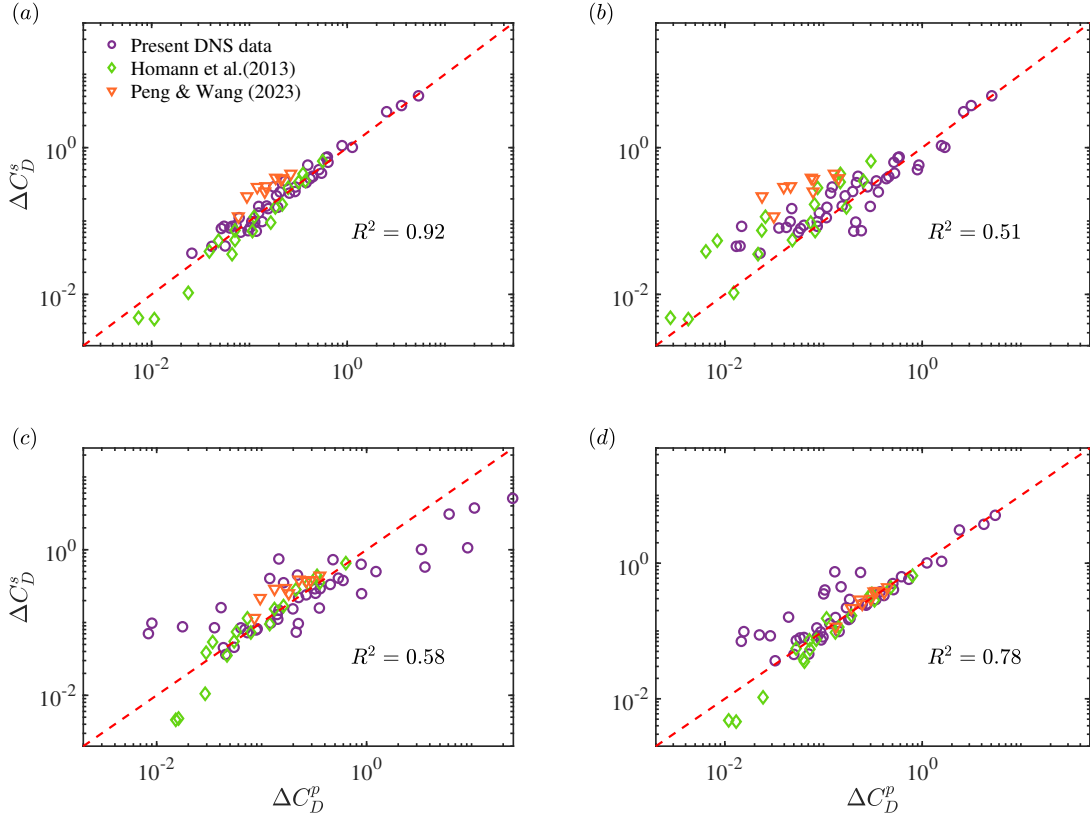 (a)
(b)
Present DNS data
Homann et al.(2013)
Peng & Wang (2023)
10^0
10^0
ΔC_D^s
R^2 = 0.92
R^2 = 0.51
10^-2
10^-2
10^-2
10^0
10^-2
10^0
(c)
(d)
10^0
10^0
ΔC_D^s
R^2 = 0.58
R^2 = 0.78
10^-2
10^-2
10^-2
10^0
10^-2
10^0
ΔC_D^p
ΔC_D^p